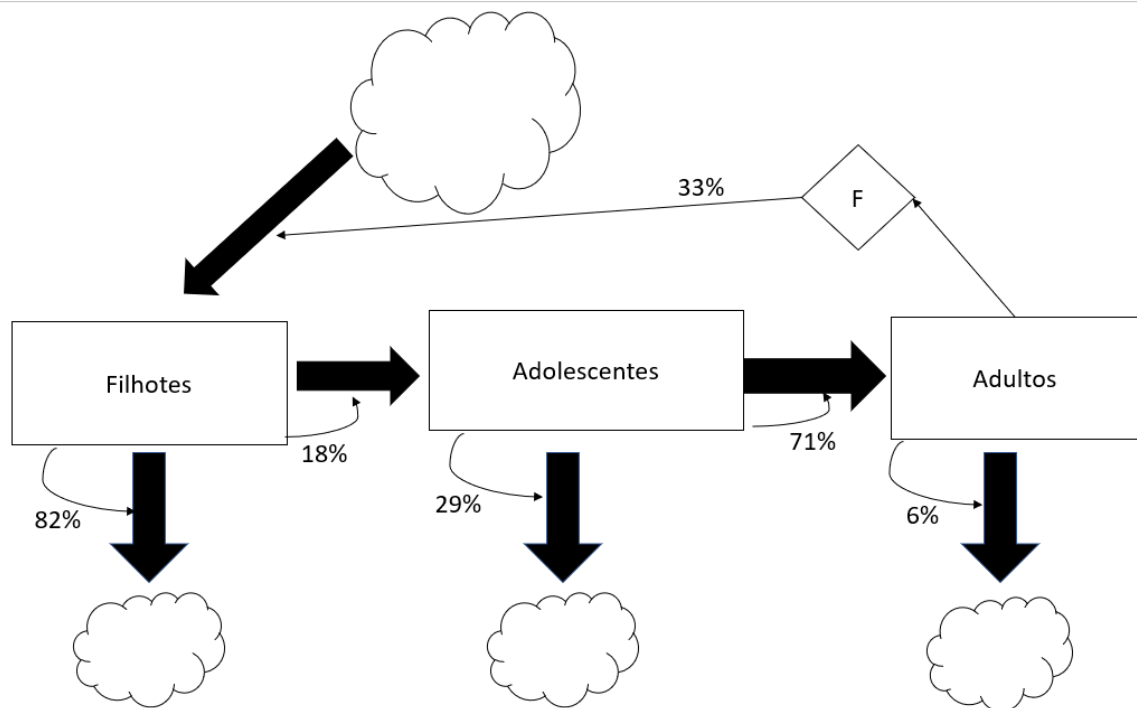 33%
F
Filhotes
Adolescentes
Adultos
18%
71%
82%
29%
6%